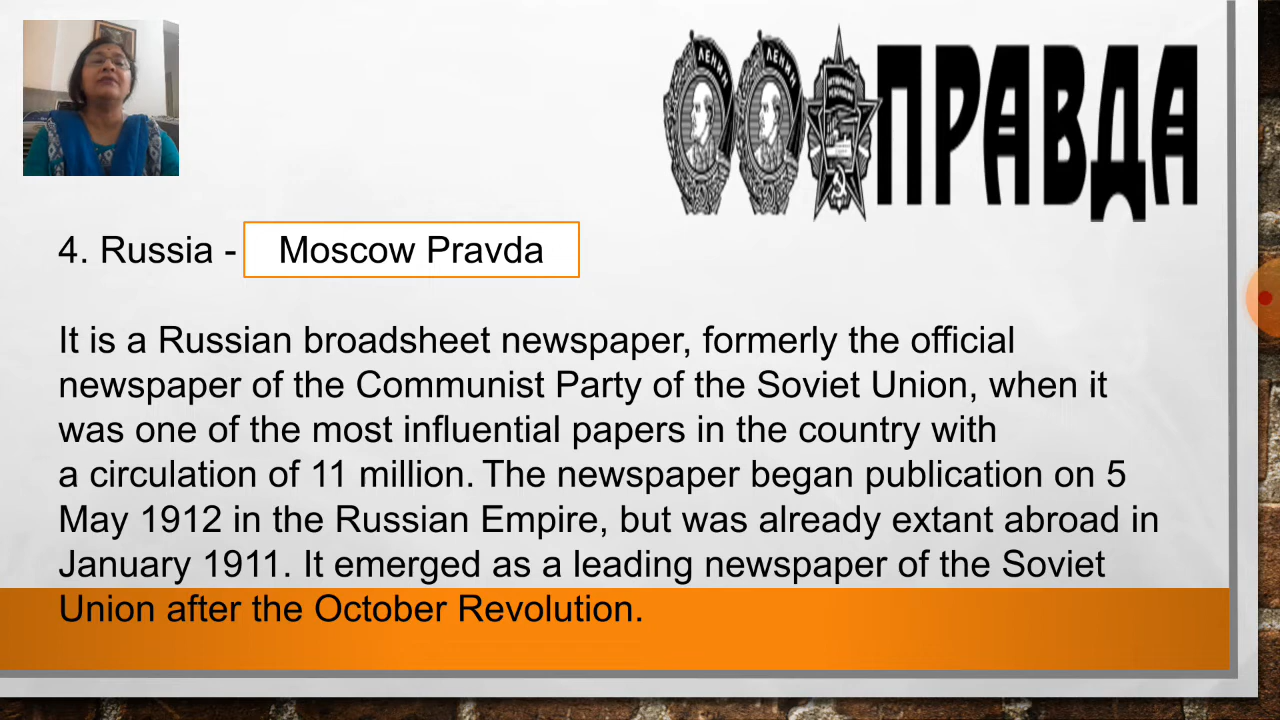 ЛЕНИН
ЛЕНИН
ПРАВДА
4. Russia -
Moscow Pravda
It is a Russian broadsheet newspaper, formerly the official
newspaper of the Communist Party of the Soviet Union, when it
was one of the most influential papers in the country with
a circulation of 11 million. The newspaper began publication on 5
May 1912 in the Russian Empire, but was already extant abroad in
January 1911. It emerged as a leading newspaper of the Soviet
Union after the October Revolution.